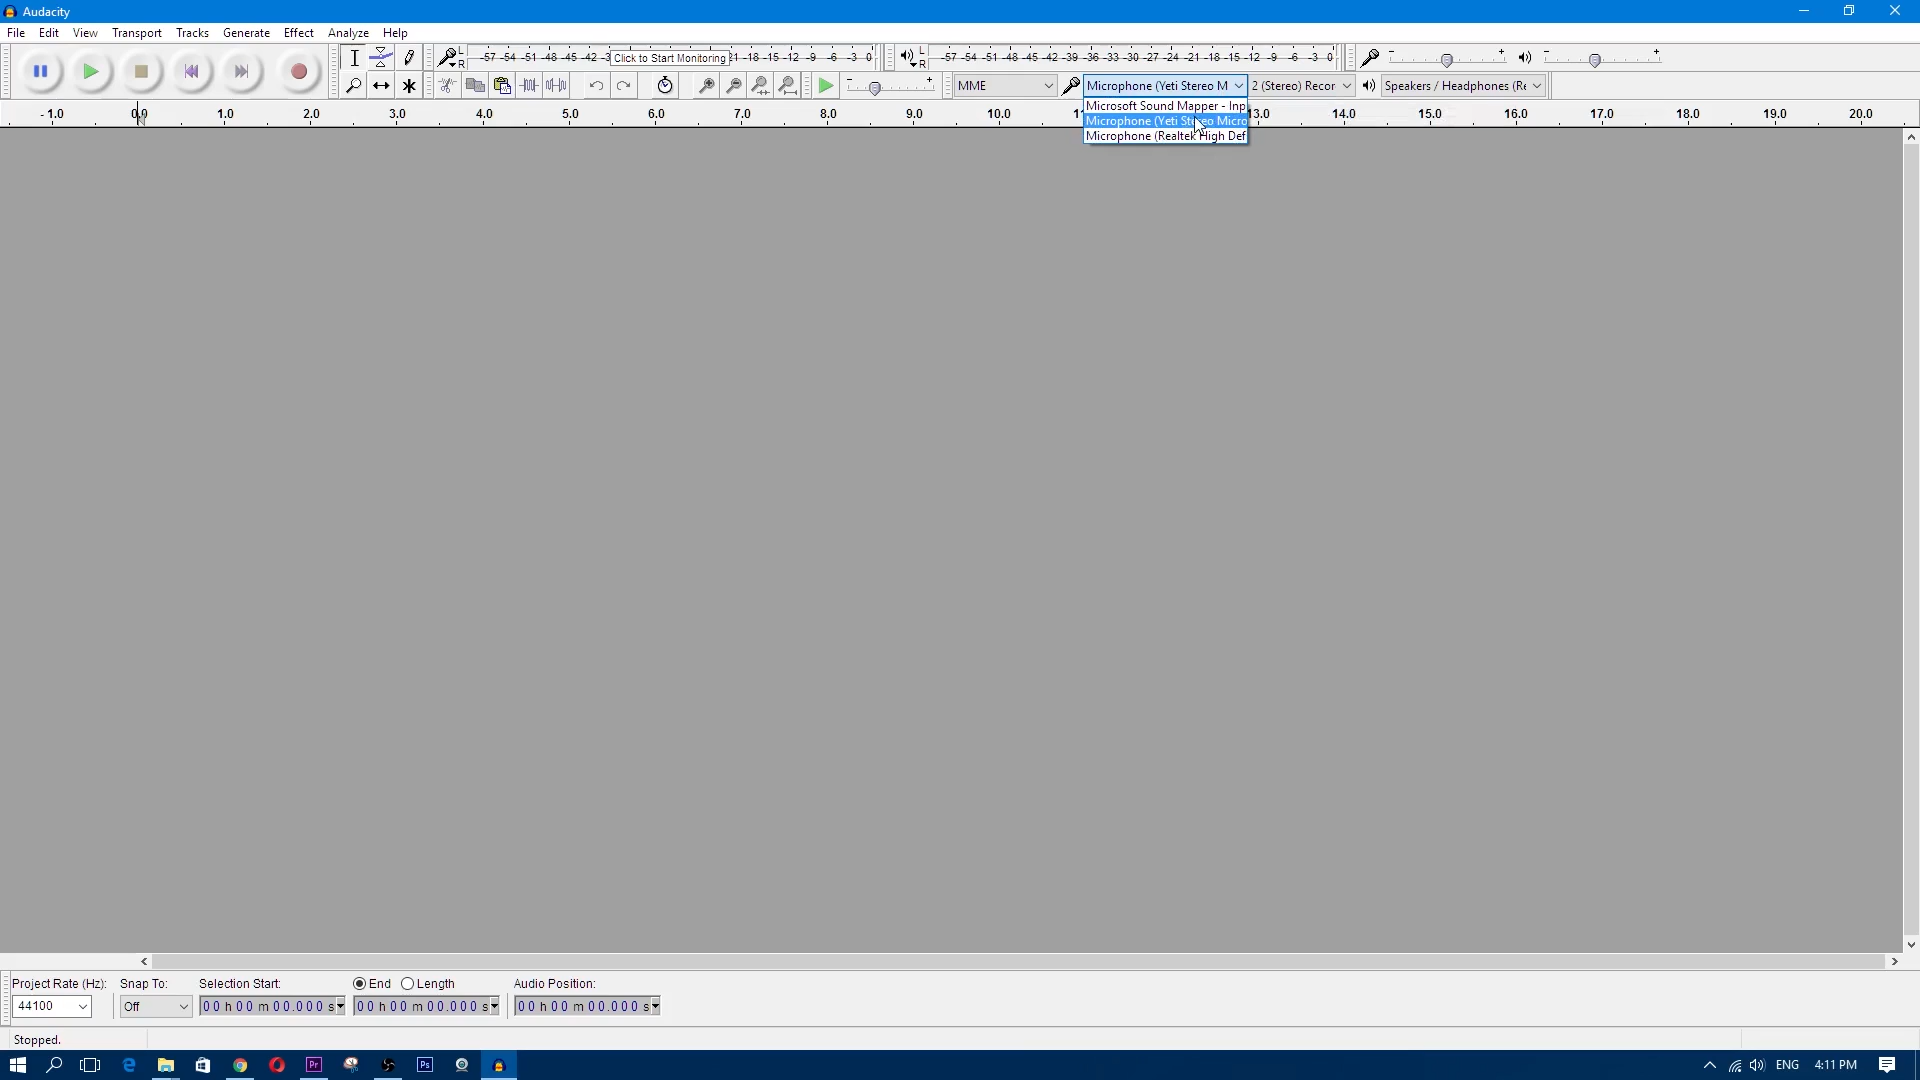 Audacity
File Edit View Transport Tracks Generate Effect Analyze Help
L R -57 -54 -51 -48 -45 -42 -3 Click to Start Monitoring 21 -18 -15 -12 -9 -6 -3 0 L R -57 -54 -51 -48 -45 -42 -39 -36 -33 -30 -27 -24 -21 -18 -15 -12 -9 -6 -3 0 - + - +
- + MME Microphone (Yeti Stereo M 2 (Stereo) Recor Speakers / Headphones (Re
Microsoft Sound Mapper - Inp
- 1.0 0.0 1.0 2.0 3.0 4.0 5.0 6.0 7.0 8.0 9.0 10.0 13.0 14.0 15.0 16.0 17.0 18.0 19.0 20.0
Microphone (Yeti Stereo Micro
Microphone (Realtek High Def
Project Rate (Hz): Snap To: Selection Start: End Length Audio Position:
44100 Off 00 h 00 m 00.000 s 00 h 00 m 00.000 s 00 h 00 m 00.000 s
Stopped.
Pr Ps ENG 4:11 PM